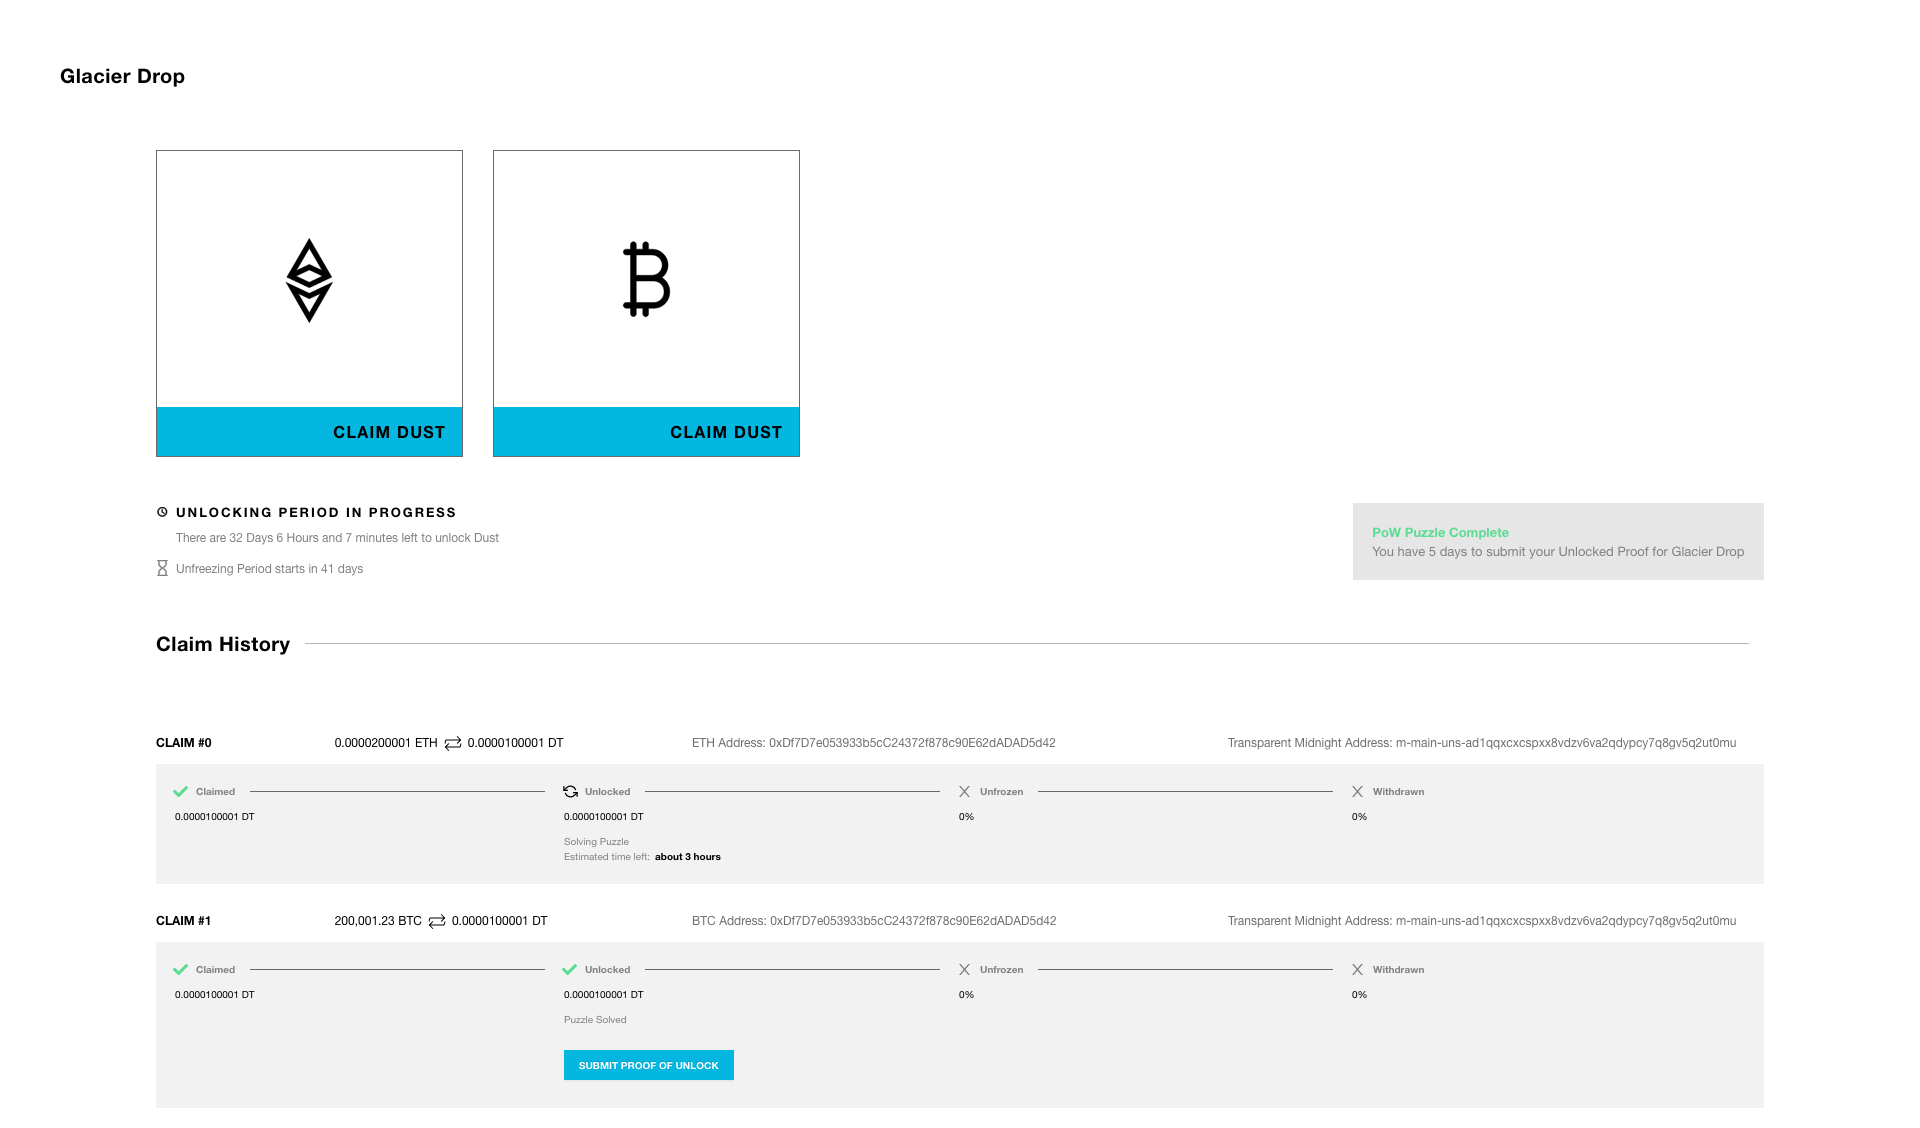 Glacier Drop
CLAIM DUST
CLAIM DUST
UNLOCKING PERIOD IN PROGRESS
There are 32 Days 6 Hours and 7 minutes left to unlock Dust
Unfreezing Period starts in 41 days
PoW Puzzle Complete
You have 5 days to submit your Unlocked Proof for Glacier Drop
Claim History
CLAIM #0 0.0000200001 ETH 0.0000100001 DT ETH Address: 0xDf7D7e053933b5cC24372f878c90E62dADAD5d42 Transparent Midnight Address: m-main-uns-ad1qqxcxcspxx8vdzv6va2qdypcy7q8gv5q2ut0mu
Claimed Unlocked Unfrozen Withdrawn
0.0000100001 DT 0.0000100001 DT 0% 0%
Solving Puzzle
Estimated time left: about 3 hours
CLAIM #1 200,001.23 BTC 0.0000100001 DT BTC Address: 0xDf7D7e053933b5cC24372f878c90E62dADAD5d42 Transparent Midnight Address: m-main-uns-ad1qqxcxcspxx8vdzv6va2qdypcy7q8gv5q2ut0mu
Claimed Unlocked Unfrozen Withdrawn
0.0000100001 DT 0.0000100001 DT 0% 0%
Puzzle Solved
SUBMIT PROOF OF UNLOCK